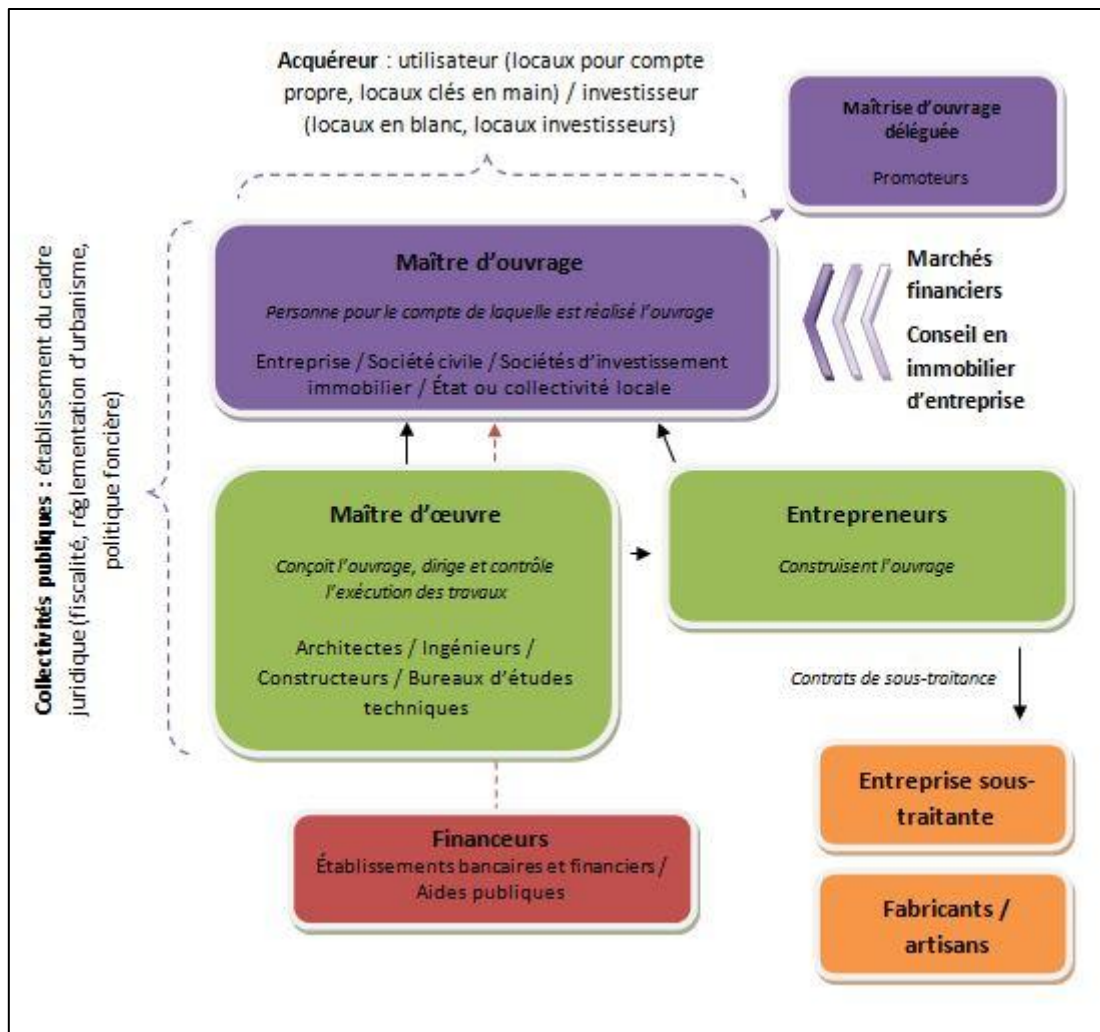 Acquéreur : utilisateur (locaux pour compte
propre, locaux clés en main) / investisseur
(locaux en blanc, locaux investisseurs)
Maîtrise d’ouvrage
déléguée
Promoteurs
Collectivités publiques : établissement du cadre
juridique (fiscalité, réglementation d’urbanisme,
politique foncière)
Maître d’ouvrage
Personne pour le compte de laquelle est réalisé l’ouvrage
Entreprise / Société civile / Sociétés d’investissement
immobilier / État ou collectivité locale
Marchés
financiers
Conseil en
immobilier
d’entreprise
Maître d’œuvre
Conçoit l’ouvrage, dirige et contrôle
l’exécution des travaux
Architectes / Ingénieurs /
Constructeurs / Bureaux d’études
techniques
Entrepreneurs
Construisent l’ouvrage
Contrats de sous-traitance
Entreprise sous-
traitante
Fabricants /
artisans
Financeurs
Établissements bancaires et financiers /
Aides publiques